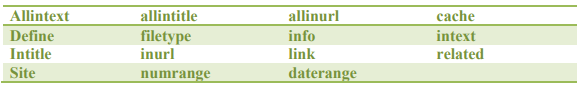 Allintext allintitle allinurl cache
Define filetype info intext
Intitle inurl link related
Site numrange daterange